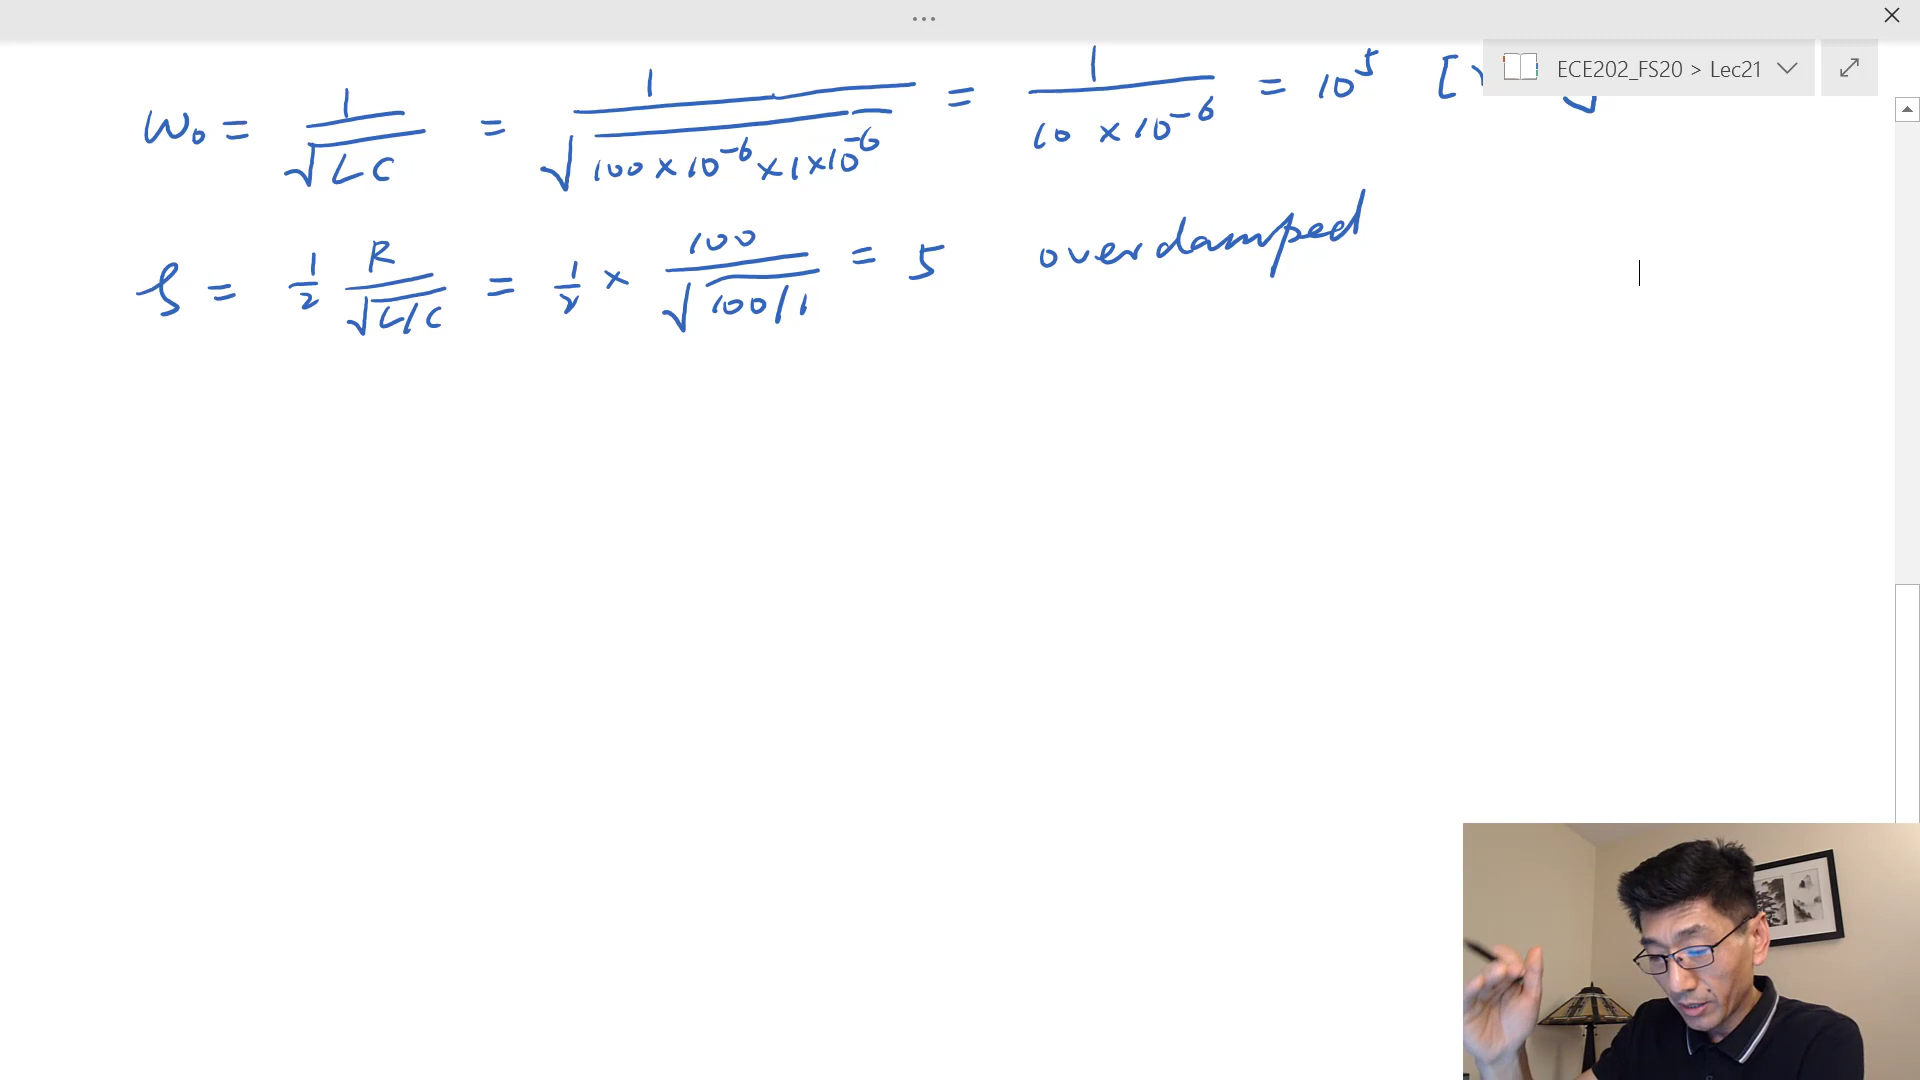 ECE202_FS20 > Lec21
ω₀ = 1/√(LC) = 1/√(100 × 10⁻⁶ × 1 × 10⁻⁶) = 1/(10 × 10⁻⁶) = 10⁵ [
ζ = 1/2 R/√(L/C) = 1/2 × 100/√(100/1) = 5 overdamped